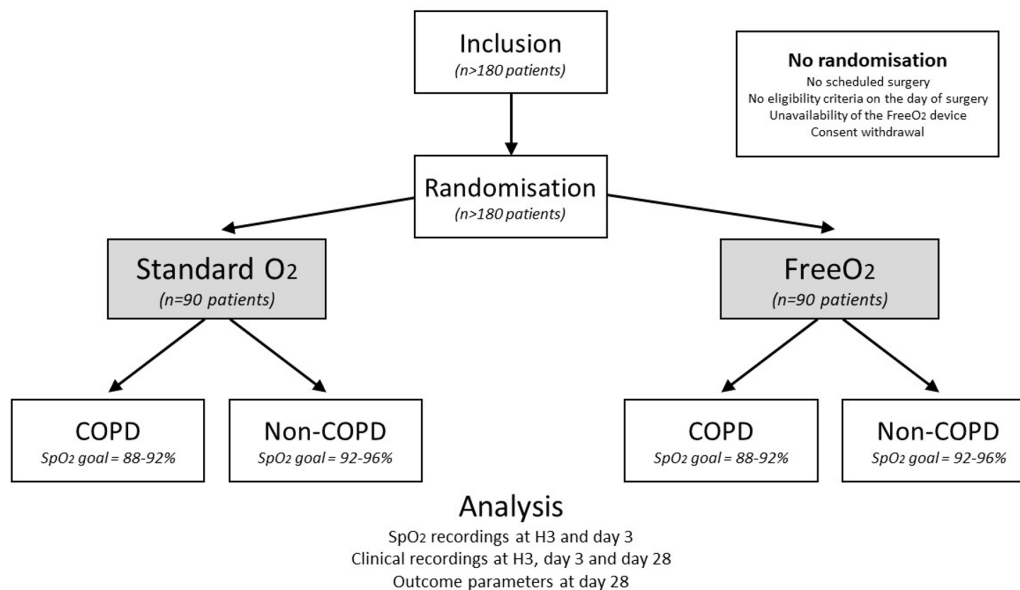 Inclusion
(n>180 patients)
No randomisation
No scheduled surgery
No eligibility criteria on the day of surgery
Unavailability of the FreeO2 device
Consent withdrawal
Randomisation
(n>180 patients)
Standard O2
(n=90 patients)
FreeO2
(n=90 patients)
COPD
SpO2 goal = 88-92%
Non-COPD
SpO2 goal = 92-96%
COPD
SpO2 goal = 88-92%
Non-COPD
SpO2 goal = 92-96%
Analysis
SpO2 recordings at H3 and day 3
Clinical recordings at H3, day 3 and day 28
Outcome parameters at day 28